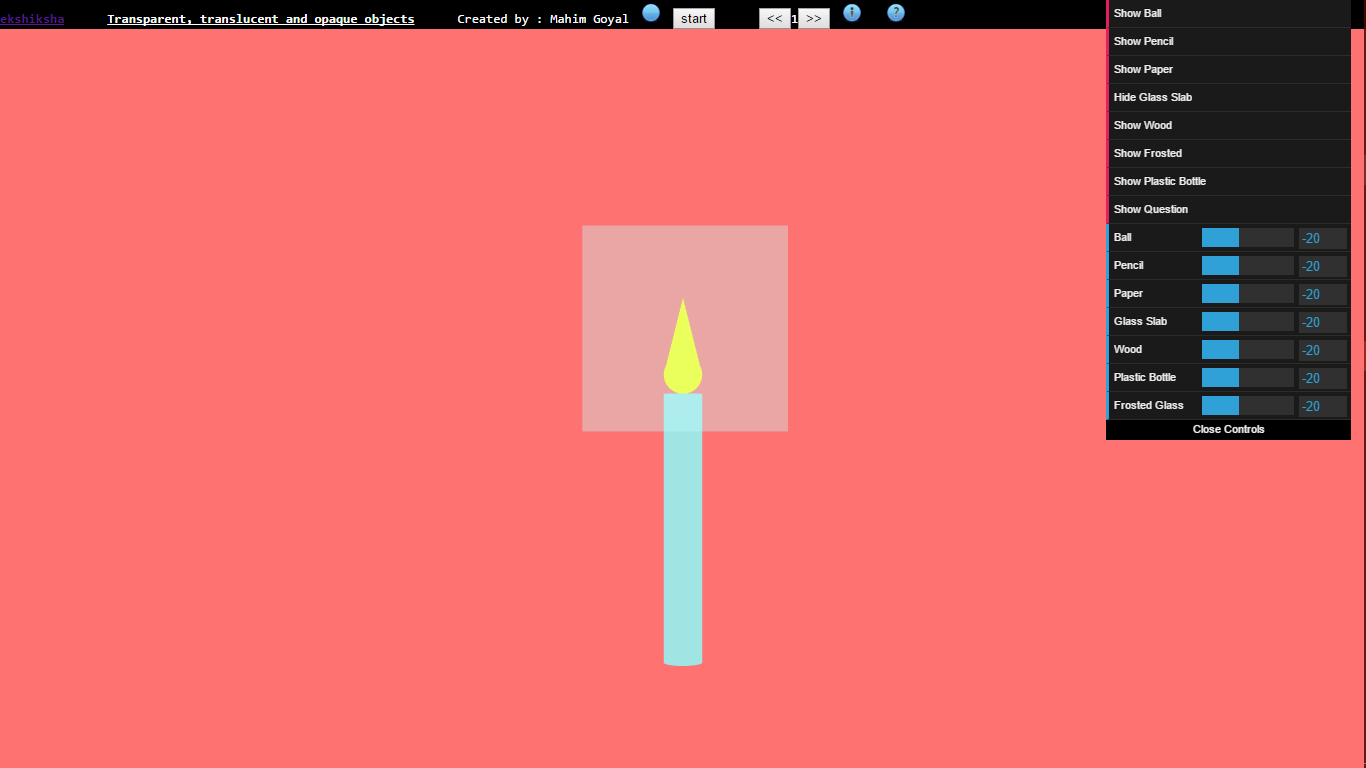 ekshiksha Transparent, translucent and opaque objects Created by : Mahim Goyal start << 1 >>
Show Ball
Show Pencil
Show Paper
Hide Glass Slab
Show Wood
Show Frosted
Show Plastic Bottle
Show Question
Ball -20
Pencil -20
Paper -20
Glass Slab -20
Wood -20
Plastic Bottle -20
Frosted Glass -20
Close Controls